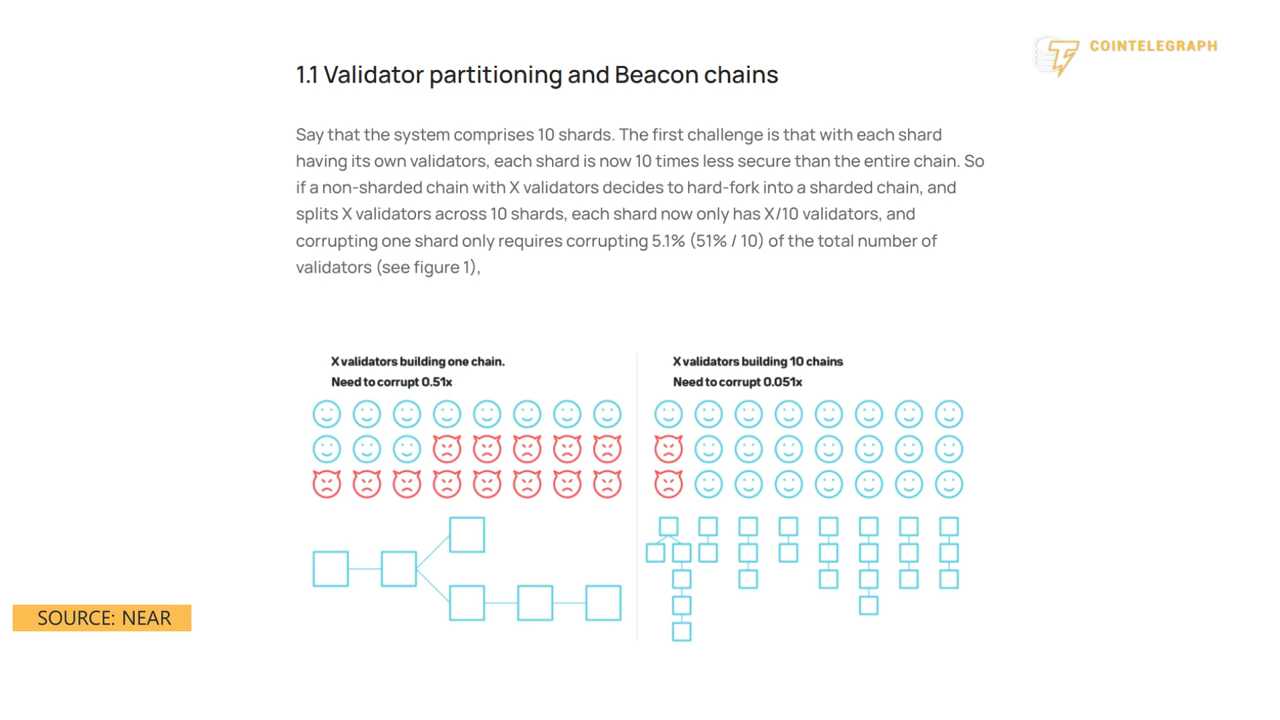 COINTELEGRAPH
1.1 Validator partitioning and Beacon chains
Say that the system comprises 10 shards. The first challenge is that with each shard
having its own validators, each shard is now 10 times less secure than the entire chain. So
if a non-sharded chain with X validators decides to hard-fork into a sharded chain, and
splits X validators across 10 shards, each shard now only has X/10 validators, and
corrupting one shard only requires corrupting 5.1% (51% / 10) of the total number of
validators (see figure 1),
X validators building one chain.
Need to corrupt 0.51x
X validators building 10 chains
Need to corrupt 0.051x
SOURCE: NEAR